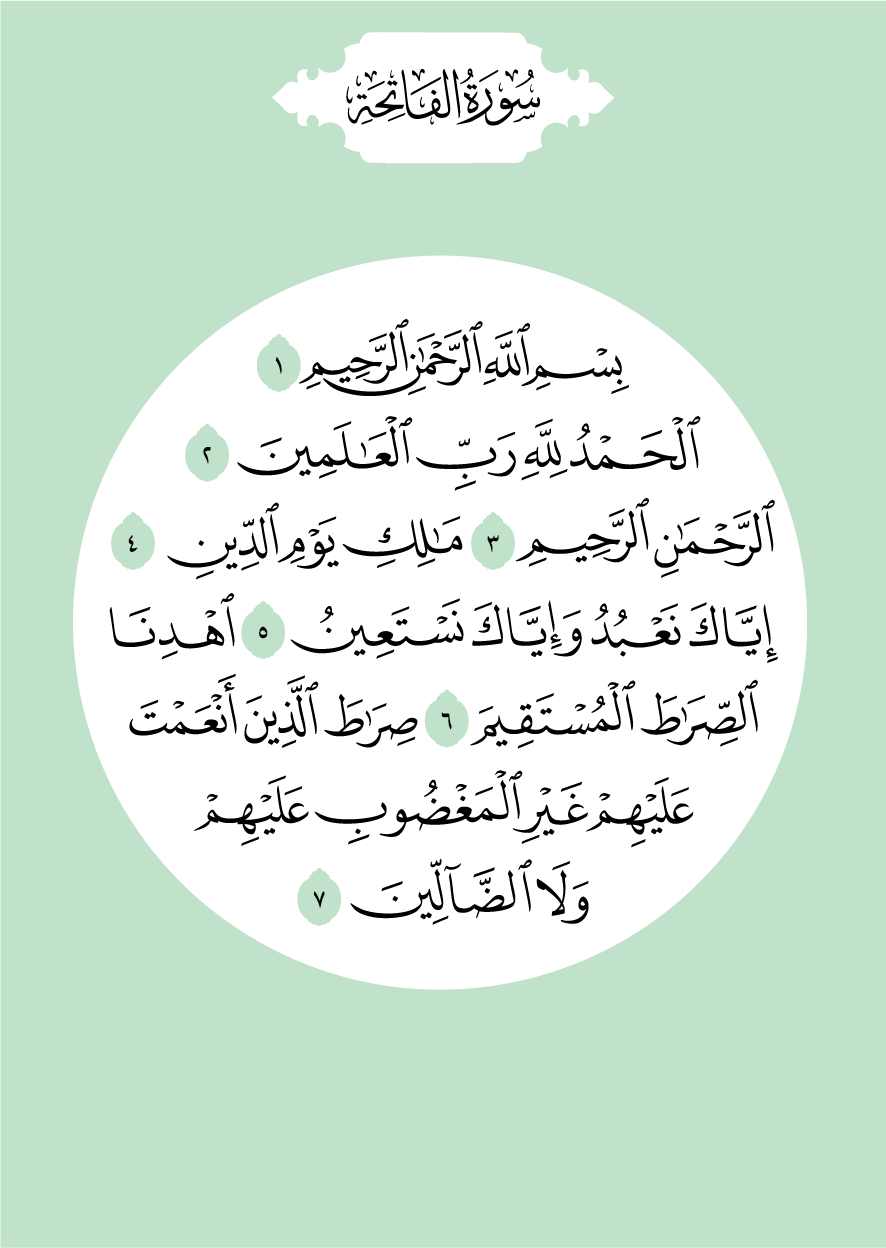 سُورَةُ الفَاتِحَةِ
بِسْمِ ٱللَّهِ ٱلرَّحْمَٰنِ ٱلرَّحِيمِ ١
ٱلْحَمْدُ لِلَّهِ رَبِّ ٱلْعَٰلَمِينَ ٢
ٱلرَّحْمَٰنِ ٱلرَّحِيمِ ٣ مَٰلِكِ يَوْمِ ٱلدِّينِ ٤
إِيَّاكَ نَعْبُدُ وَإِيَّاكَ نَسْتَعِينُ ٥ ٱهْدِنَا
ٱلصِّرَٰطَ ٱلْمُسْتَقِيمَ ٦ صِرَٰطَ ٱلَّذِينَ أَنْعَمْتَ
عَلَيْهِمْ غَيْرِ ٱلْمَغْضُوبِ عَلَيْهِمْ
وَلَا ٱلضَّآلِّينَ ٧